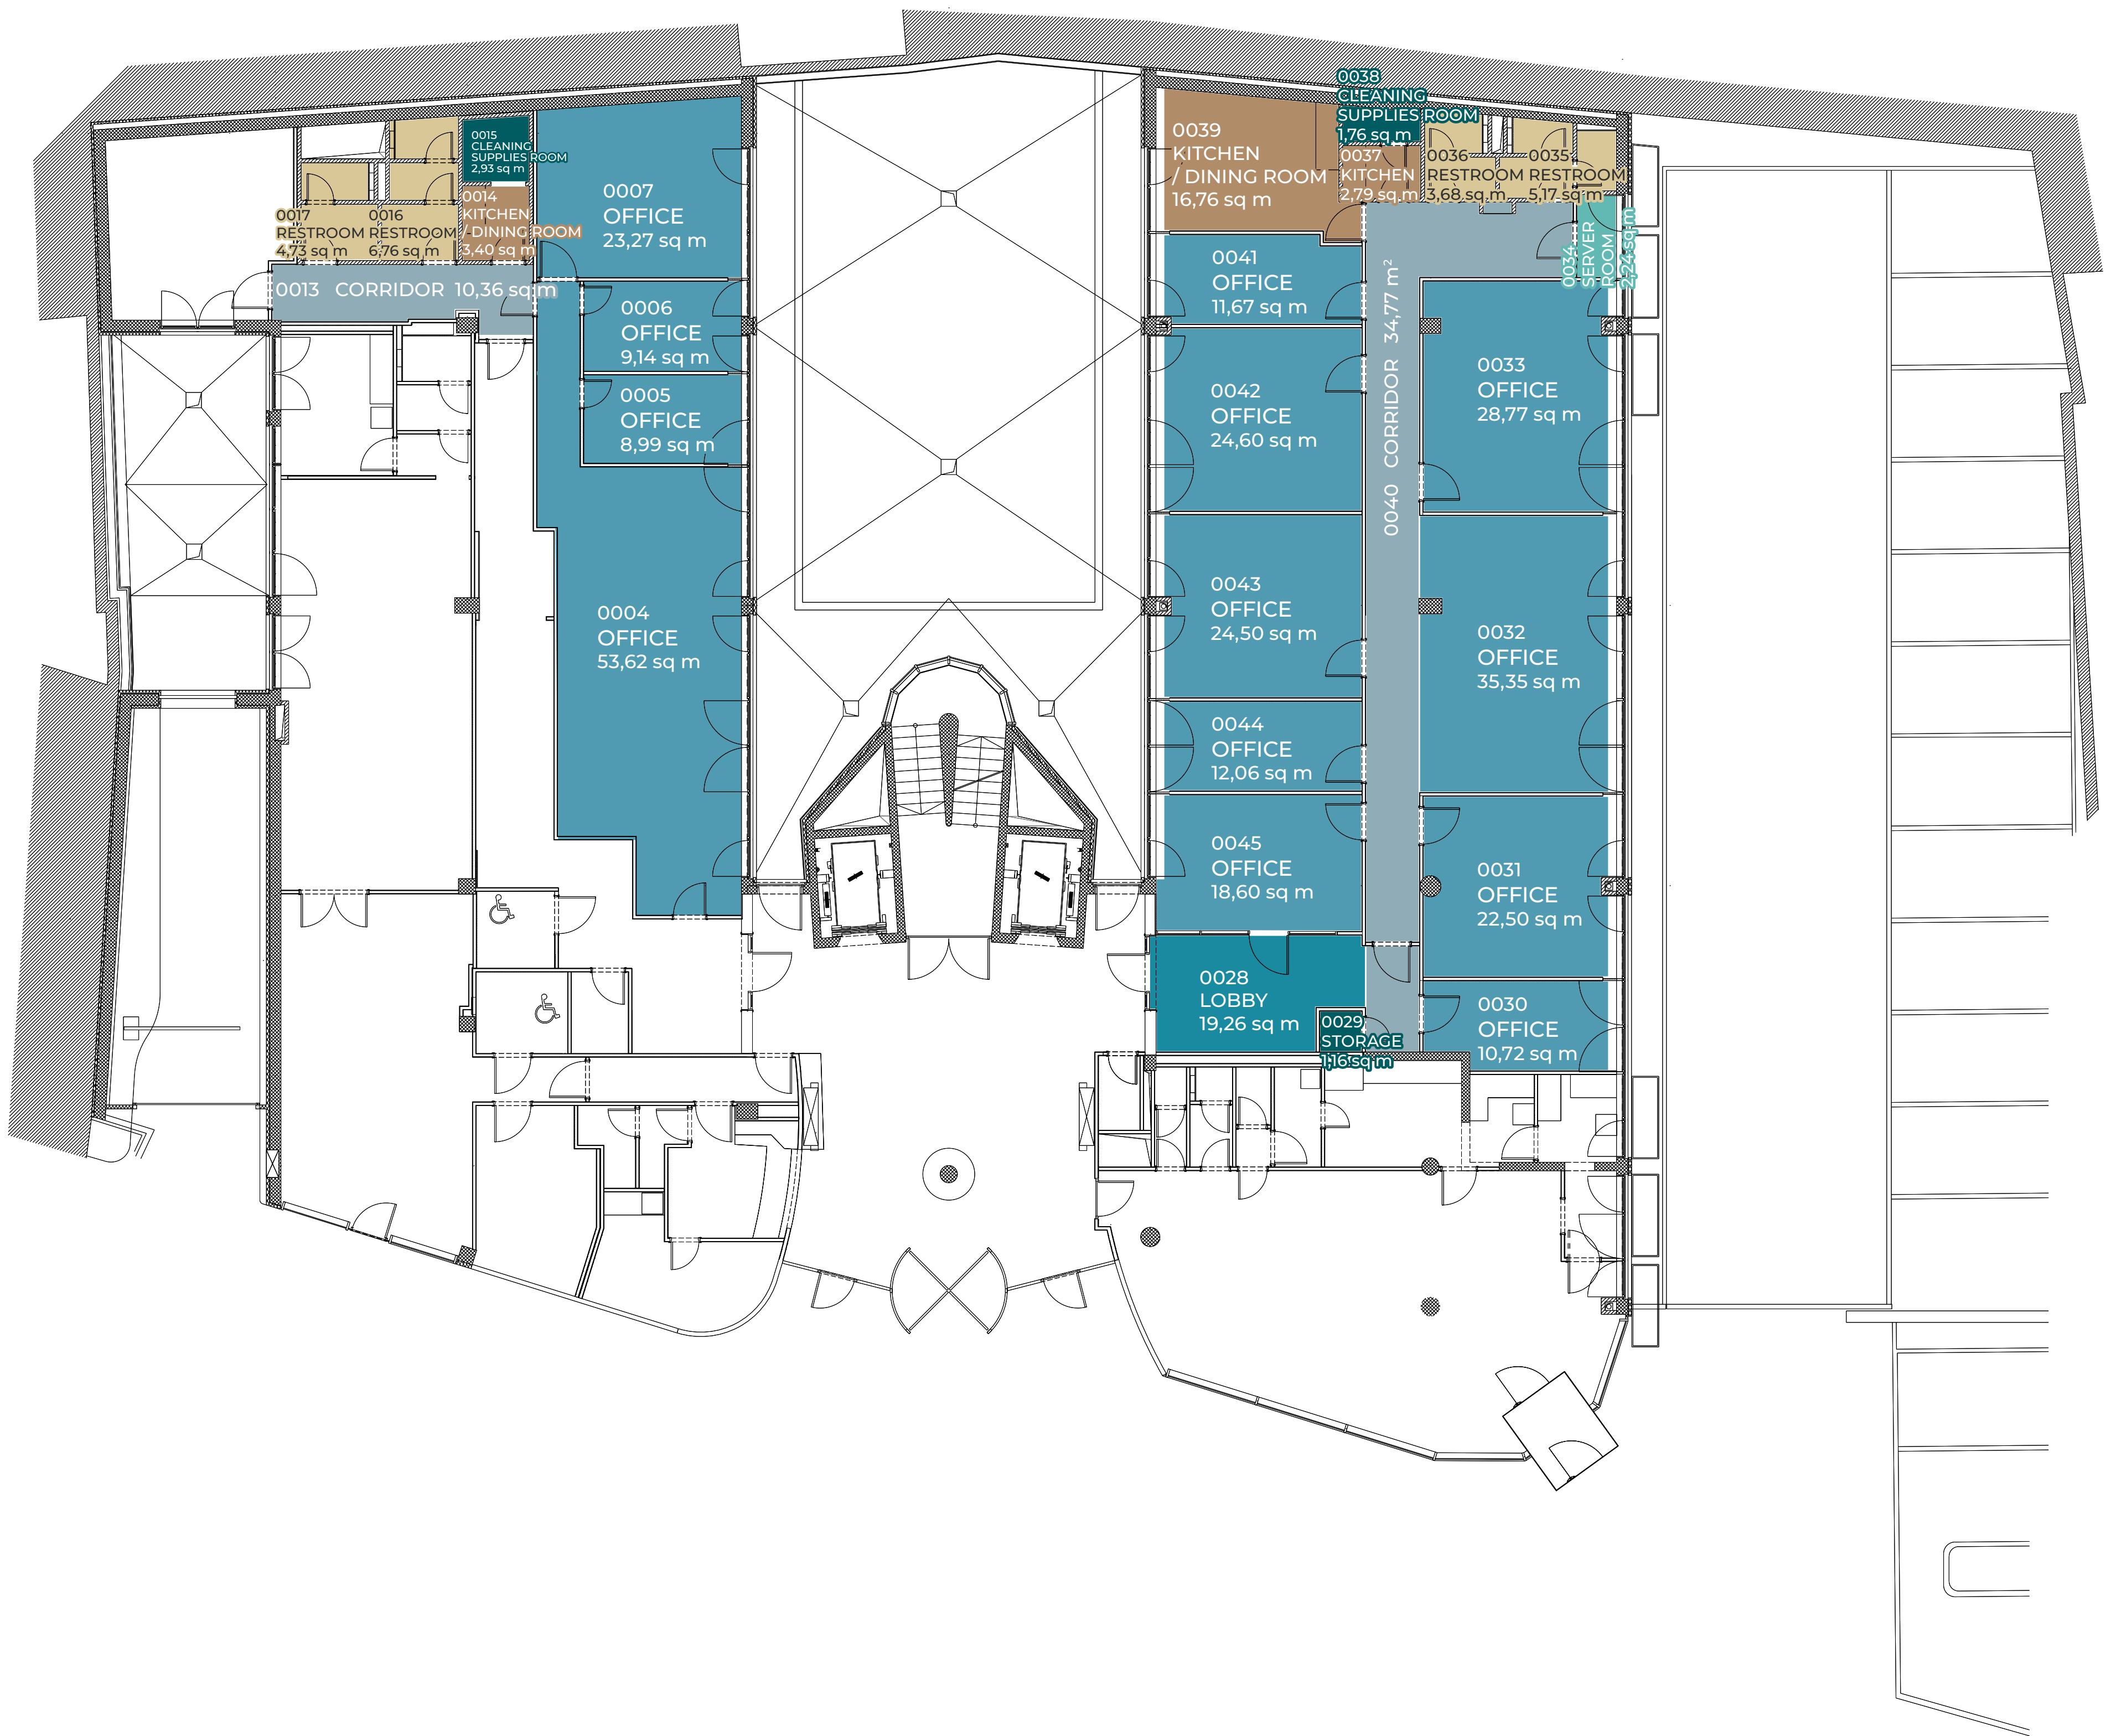 0038
CLEANING
SUPPLIES ROOM
1,76 sq m
0015
CLEANING
SUPPLIES ROOM
2,93 sq m
0039
KITCHEN
/ DINING ROOM
16,76 sq m
0037
KITCHEN
2,79 sq m
0036
RESTROOM
3,68 sq m
0035
RESTROOM
5,17 sq m
0034
SERVER
ROOM
2,24 sq m
0017
RESTROOM
4,73 sq m
0016
RESTROOM
6,76 sq m
0014
KITCHEN
/ DINING ROOM
3,40 sq m
0007
OFFICE
23,27 sq m
0013 CORRIDOR 10,36 sq m
0006
OFFICE
9,14 sq m
0005
OFFICE
8,99 sq m
0004
OFFICE
53,62 sq m
0041
OFFICE
11,67 sq m
0042
OFFICE
24,60 sq m
0040 CORRIDOR 34,77 m²
0033
OFFICE
28,77 sq m
0043
OFFICE
24,50 sq m
0032
OFFICE
35,35 sq m
0044
OFFICE
12,06 sq m
0045
OFFICE
18,60 sq m
0031
OFFICE
22,50 sq m
0028
LOBBY
19,26 sq m
0029
STORAGE
1,16 sq m
0030
OFFICE
10,72 sq m